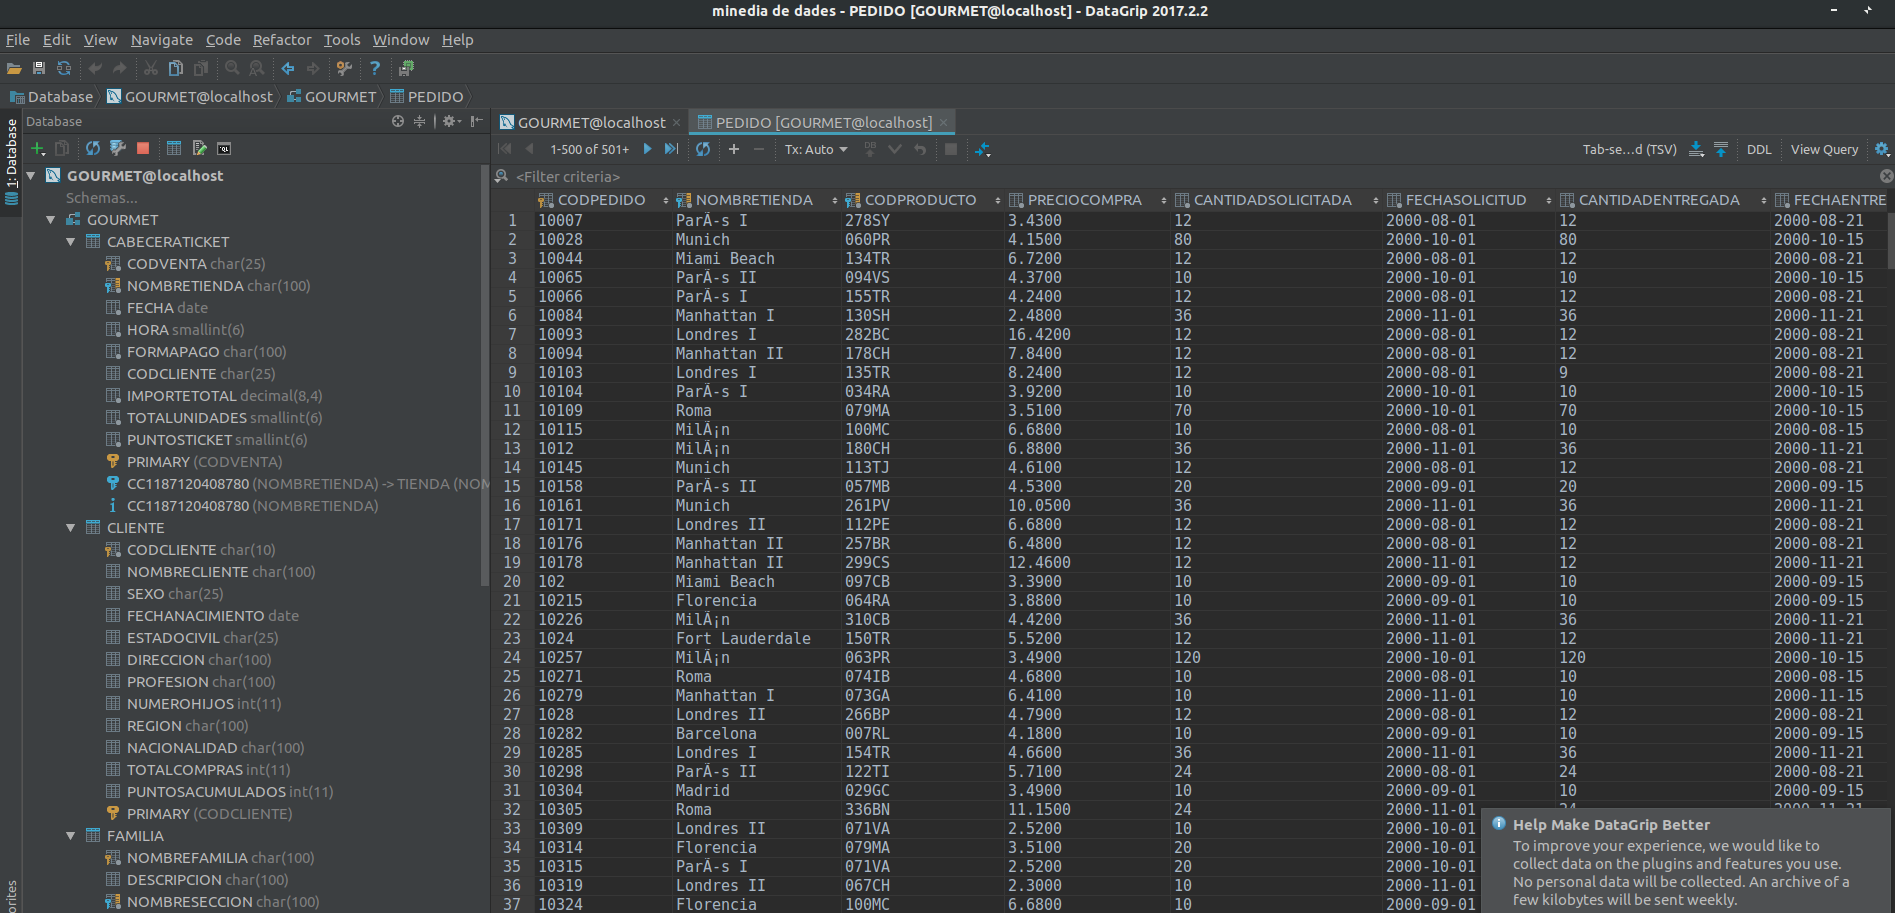 minedia de dades - PEDIDO [GOURMET@localhost] - DataGrip 2017.2.2
File Edit View Navigate Code Refactor Tools Window Help
Database GOURMET@localhost GOURMET PEDIDO
1: Database
Database
GOURMET@localhost
Schemas...
GOURMET
CABECERATICKET
CODVENTA char(25)
NOMBRETIENDA char(100)
FECHA date
HORA smallint(6)
FORMAPAGO char(100)
CODCLIENTE char(25)
IMPORTETOTAL decimal(8,4)
TOTALUNIDADES smallint(6)
PUNTOSTICKET smallint(6)
PRIMARY (CODVENTA)
CC1187120408780 (NOMBRETIENDA) -> TIENDA (NOM
CC1187120408780 (NOMBRETIENDA)
CLIENTE
CODCLIENTE char(10)
NOMBRECLIENTE char(100)
SEXO char(25)
FECHANACIMIENTO date
ESTADOCIVIL char(25)
DIRECCION char(100)
PROFESION char(100)
NUMEROHIJOS int(11)
REGION char(100)
NACIONALIDAD char(100)
TOTALCOMPRAS int(11)
PUNTOSACUMULADOS int(11)
PRIMARY (CODCLIENTE)
FAMILIA
NOMBREFAMILIA char(100)
DESCRIPCION char(100)
NOMBRESECCION char(100)
GOURMET@localhost PEDIDO [GOURMET@localhost]
1-500 of 501+ Tx: Auto DB Tab-se...d (TSV) DDL View Query
<Filter criteria>
CODPEDIDO NOMBRETIENDA CODPRODUCTO PRECIOCOMPRA CANTIDADSOLICITADA FECHASOLICITUD CANTIDADENTREGADA FECHAENTRE
1 10007 ParÃ-s I 278SY 3.4300 12 2000-08-01 12 2000-08-21
2 10028 Munich 060PR 4.1500 80 2000-10-01 80 2000-10-15
3 10044 Miami Beach 134TR 6.7200 12 2000-08-01 12 2000-08-21
4 10065 ParÃ-s II 094VS 4.3700 10 2000-10-01 10 2000-10-15
5 10066 ParÃ-s I 155TR 4.2400 12 2000-08-01 12 2000-08-21
6 10084 Manhattan I 130SH 2.4800 36 2000-11-01 36 2000-11-21
7 10093 Londres I 282BC 16.4200 12 2000-08-01 12 2000-08-21
8 10094 Manhattan II 178CH 7.8400 12 2000-08-01 12 2000-08-21
9 10103 Londres I 135TR 8.2400 12 2000-08-01 9 2000-08-21
10 10104 ParÃ-s I 034RA 3.9200 10 2000-10-01 10 2000-10-15
11 10109 Roma 079MA 3.5100 70 2000-10-01 70 2000-10-15
12 10115 MilÃ¡n 100MC 6.6800 10 2000-08-01 10 2000-08-15
13 1012 MilÃ¡n 180CH 6.8800 36 2000-11-01 36 2000-11-21
14 10145 Munich 113TJ 4.6100 12 2000-08-01 12 2000-08-21
15 10158 ParÃ-s II 057MB 4.5300 20 2000-09-01 20 2000-09-15
16 10161 Munich 261PV 10.0500 36 2000-11-01 36 2000-11-21
17 10171 Londres II 112PE 6.6800 12 2000-08-01 12 2000-08-21
18 10176 Manhattan II 257BR 6.4800 12 2000-08-01 12 2000-08-21
19 10178 Manhattan II 299CS 12.4600 12 2000-11-01 12 2000-11-21
20 102 Miami Beach 097CB 3.3900 10 2000-09-01 10 2000-09-15
21 10215 Florencia 064RA 3.8800 10 2000-09-01 10 2000-09-15
22 10226 MilÃ¡n 310CB 4.4200 36 2000-11-01 36 2000-11-21
23 1024 Fort Lauderdale 150TR 5.5200 12 2000-11-01 12 2000-11-21
24 10257 MilÃ¡n 063PR 3.4900 120 2000-10-01 120 2000-10-15
25 10271 Roma 074IB 4.6800 10 2000-08-01 10 2000-08-15
26 10279 Manhattan I 073GA 6.4100 10 2000-11-01 10 2000-11-15
27 1028 Londres II 266BP 4.7900 12 2000-08-01 12 2000-08-21
28 10282 Barcelona 007RL 4.1800 10 2000-09-01 10 2000-09-15
29 10285 Londres I 154TR 4.6600 36 2000-11-01 36 2000-11-21
30 10298 ParÃ-s II 122TI 5.7100 24 2000-08-01 24 2000-08-21
31 10304 Madrid 029GC 3.4900 10 2000-09-01 10 2000-09-15
32 10305 Roma 336BN 11.1500 24 2000-11-01
33 10309 Londres II 071VA 2.5200 10 2000-10-01
34 10314 Florencia 079MA 3.5100 20 2000-10-01
35 10315 ParÃ-s I 071VA 2.5200 20 2000-10-01
36 10319 Londres II 067CH 2.3000 10 2000-11-01
37 10324 Florencia 100MC 6.6800 10 2000-09-01
Help Make DataGrip Better
To improve your experience, we would like to
collect data on the plugins and features you use.
No personal data will be collected. An archive of a
few kilobytes will be sent weekly.